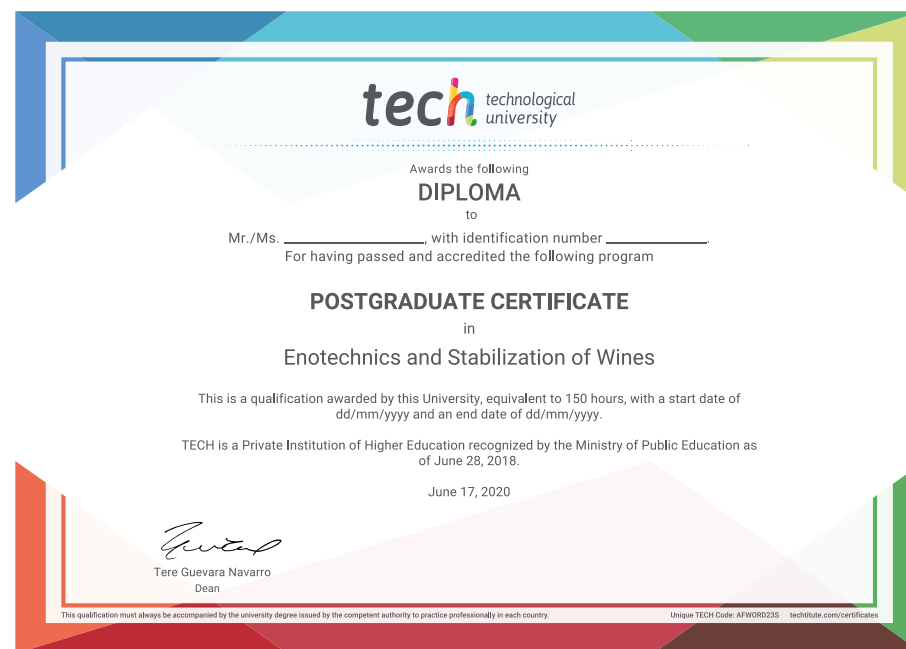 tech technological
university
Awards the following
DIPLOMA
to
Mr./Ms. ____________________, with identification number ______________.
For having passed and accredited the following program
POSTGRADUATE CERTIFICATE
in
Enotechnics and Stabilization of Wines
This is a qualification awarded by this University, equivalent to 150 hours, with a start date of
dd/mm/yyyy and an end date of dd/mm/yyyy.
TECH is a Private Institution of Higher Education recognized by the Ministry of Public Education as
of June 28, 2018.
June 17, 2020
Tere Guevara Navarro
Dean
This qualification must always be accompanied by the university degree issued by the competent authority to practice professionally in each country. Unique TECH Code: AFWORD23S techtitute.com/certificates